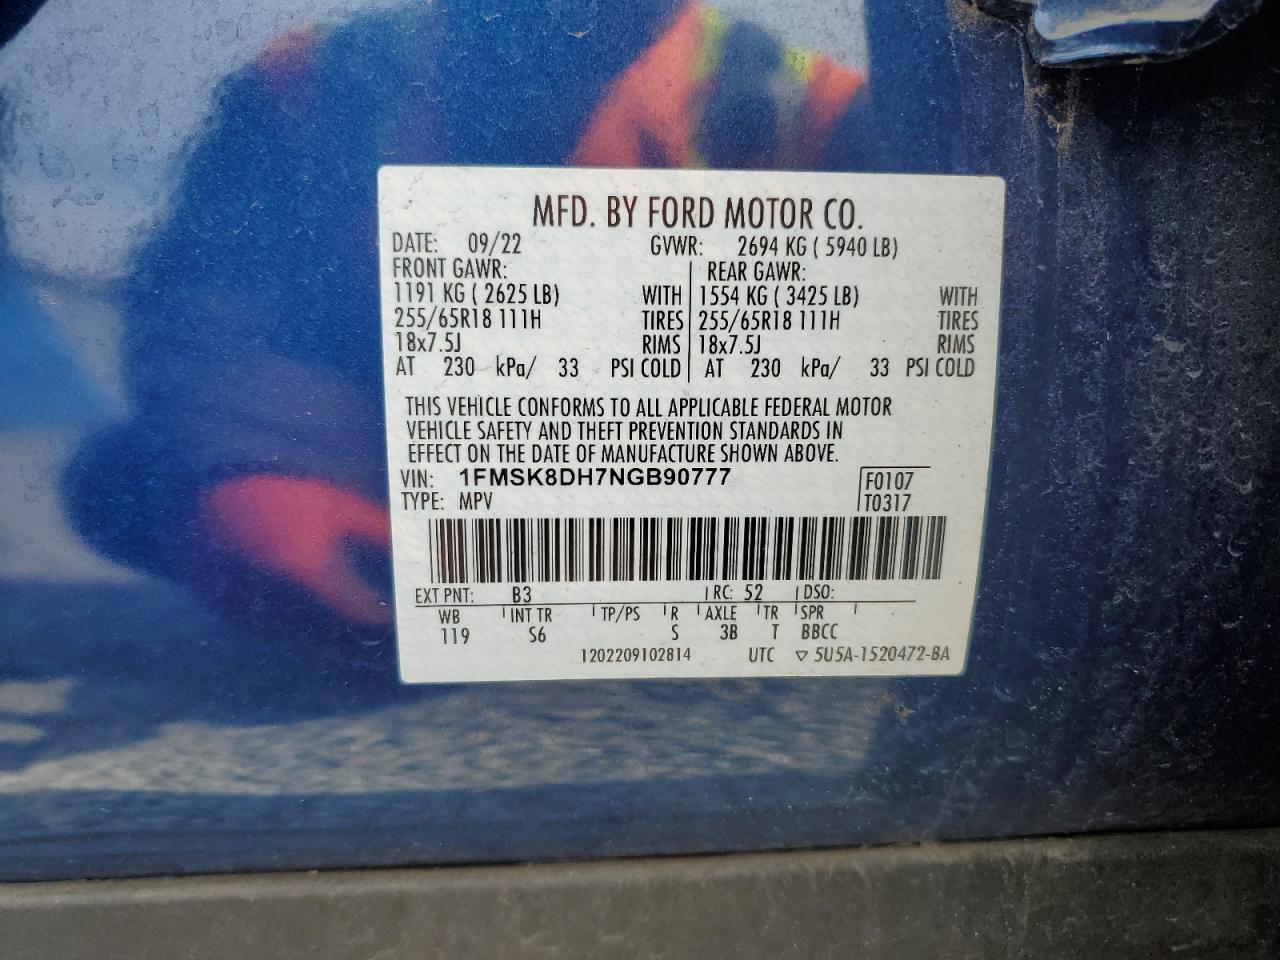 MFD. BY FORD MOTOR CO.
DATE: 09/22 GVWR: 2694 KG ( 5940 LB)
FRONT GAWR: REAR GAWR:
1191 KG ( 2625 LB) WITH 1554 KG ( 3425 LB) WITH
255/65R18 111H TIRES 255/65R18 111H TIRES
18x7.5J RIMS 18x7.5J RIMS
AT 230 kPa/ 33 PSI COLD AT 230 kPa/ 33 PSI COLD
THIS VEHICLE CONFORMS TO ALL APPLICABLE FEDERAL MOTOR
VEHICLE SAFETY AND THEFT PREVENTION STANDARDS IN
EFFECT ON THE DATE OF MANUFACTURE SHOWN ABOVE.
VIN: 1FMSK8DH7NGB90777 F0107
TYPE: MPV T0317
EXT PNT: B3 RC: 52 DSO:
WB INT TR TP/PS R AXLE TR SPR
119 S6 S 3B T BBCC
1202209102814 UTC ▽ 5U5A-1520472-BA